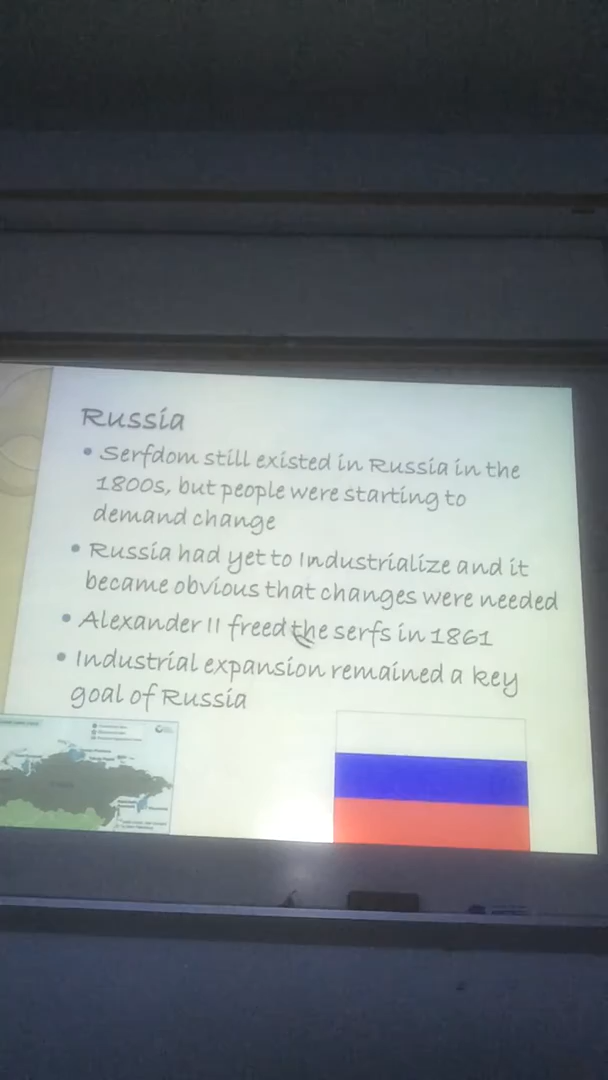 Russia
• Serfdom still existed in Russia in the
1800s, but people were starting to
demand change
• Russia had yet to Industrialize and it
became obvious that changes were needed
• Alexander II freed the serfs in 1861
• Industrial expansion remained a key
goal of Russia